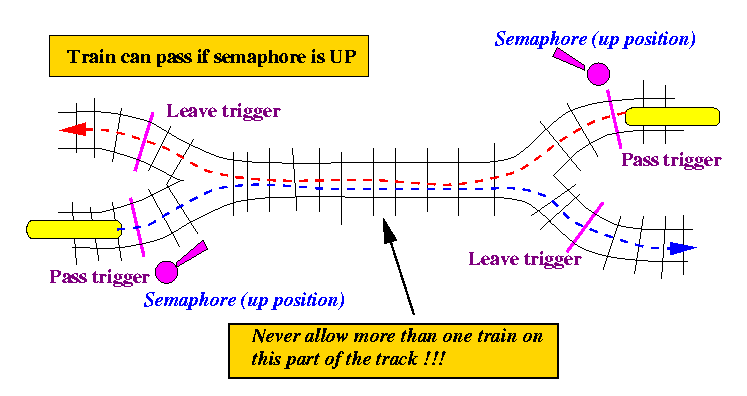 Semaphore (up position)
Train can pass if semaphore is UP
Leave trigger
Pass trigger
Leave trigger
Pass trigger
Semaphore (up position)
Never allow more than one train on
this part of the track !!!